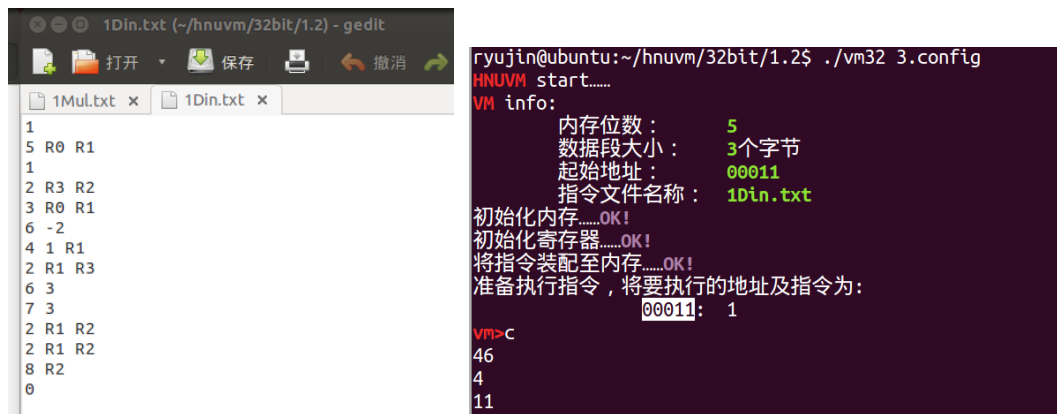 1Din.txt (~/hnuvm/32bit/1.2) - gedit
打开 保存 撤消
1Mul.txt × 1Din.txt ×
1
5 R0 R1
1
2 R3 R2
3 R0 R1
6 -2
4 1 R1
2 R1 R3
6 3
7 3
2 R1 R2
2 R1 R2
8 R2
0
ryujin@ubuntu:~/hnuvm/32bit/1.2$ ./vm32 3.config
HNUVM start……
VM info:
内存位数： 5
数据段大小： 3个字节
起始地址： 00011
指令文件名称： 1Din.txt
初始化内存……OK!
初始化寄存器……OK!
将指令装配至内存……OK!
准备执行指令，将要执行的地址及指令为:
00011: 1
vm>c
46
4
11